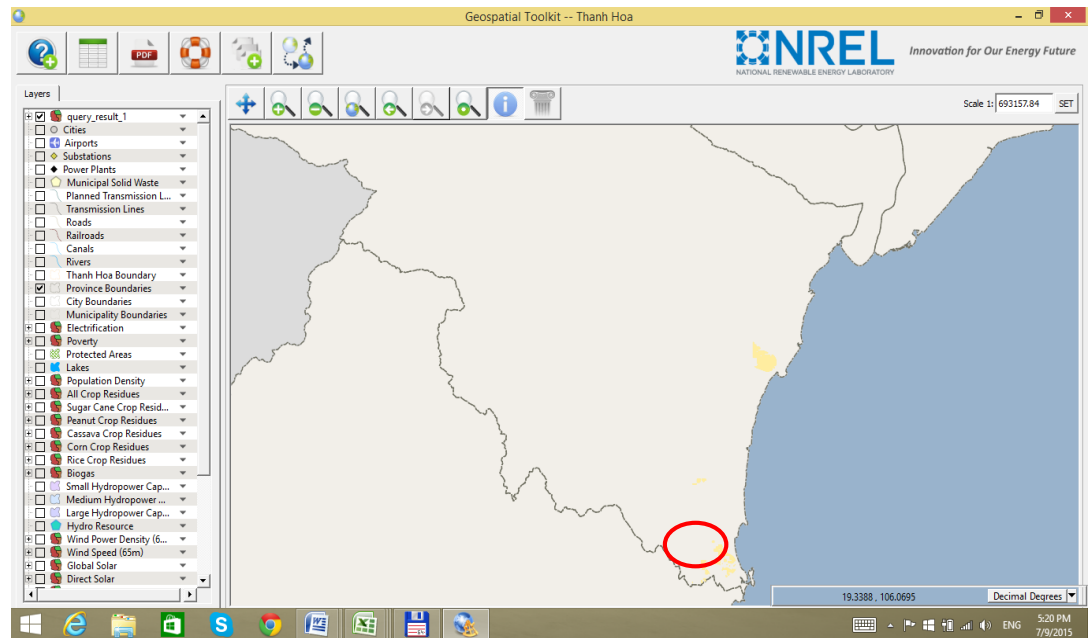 Geospatial Toolkit -- Thanh Hoa
PDF
NREL
NATIONAL RENEWABLE ENERGY LABORATORY
Innovation for Our Energy Future
Layers
Scale 1: 693157.84 SET
query_result_1
Cities
Airports
Substations
Power Plants
Municipal Solid Waste
Planned Transmission L...
Transmission Lines
Roads
Railroads
Canals
Rivers
Thanh Hoa Boundary
Province Boundaries
City Boundaries
Municipality Boundaries
Electrification
Poverty
Protected Areas
Lakes
Population Density
All Crop Residues
Sugar Cane Crop Resid...
Peanut Crop Residues
Cassava Crop Residues
Corn Crop Residues
Rice Crop Residues
Biogas
Small Hydropower Cap...
Medium Hydropower ...
Large Hydropower Cap...
Hydro Resource
Wind Power Density (6...
Wind Speed (65m)
Global Solar
Direct Solar
19.3388 , 106.0695 Decimal Degrees
ENG
5:20 PM
7/9/2015